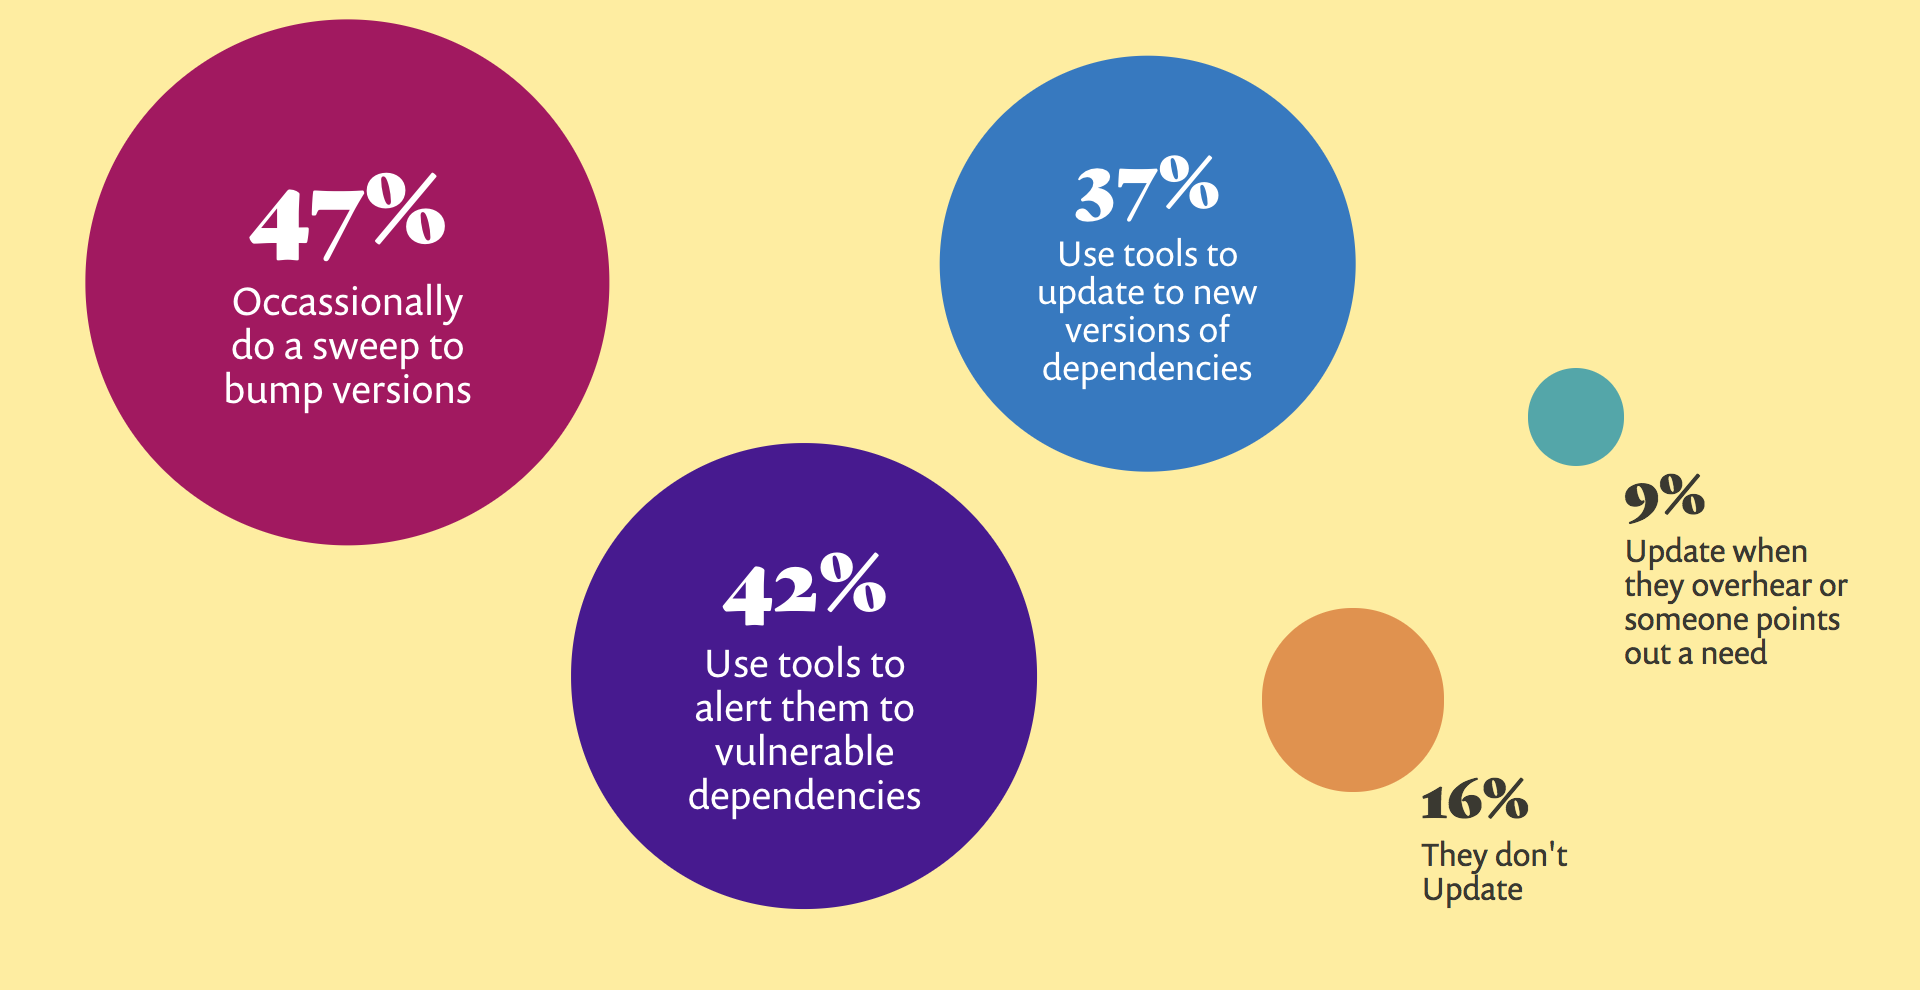 47%
Occassionally
do a sweep to
bump versions
37%
Use tools to
update to new
versions of
dependencies
42%
Use tools to
alert them to
vulnerable
dependencies
9%
Update when
they overhear or
someone points
out a need
16%
They don't
Update